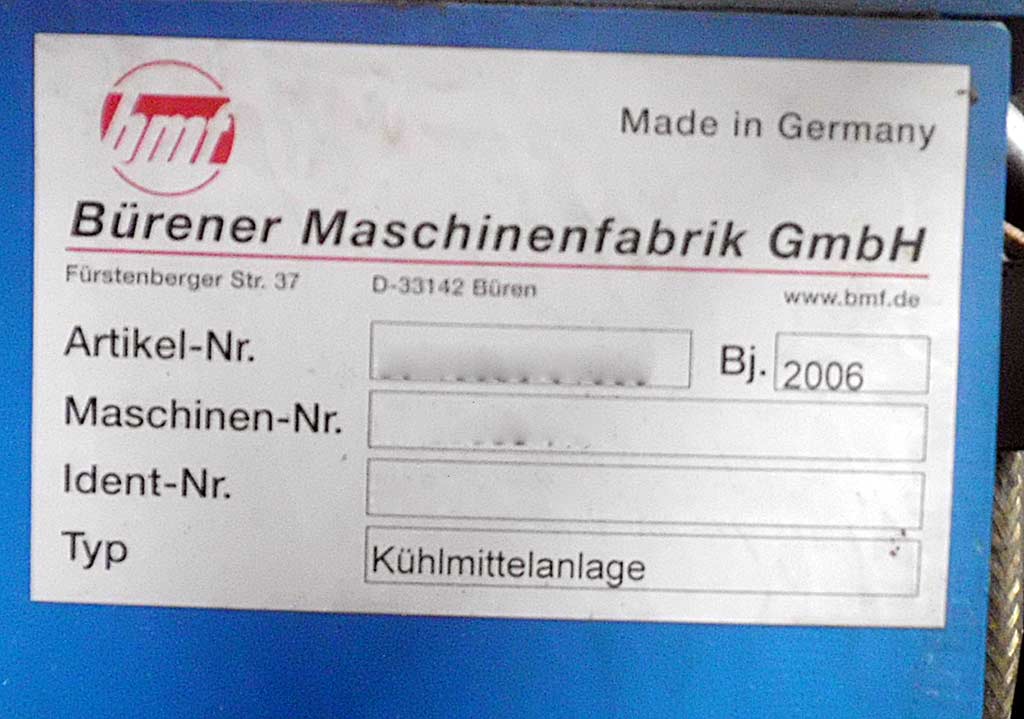 bmf
Made in Germany
Bürener Maschinenfabrik GmbH
Fürstenberger Str. 37 D-33142 Büren www.bmf.de
Artikel-Nr. Bj. 2006
Maschinen-Nr.
Ident-Nr.
Typ Kühlmittelanlage